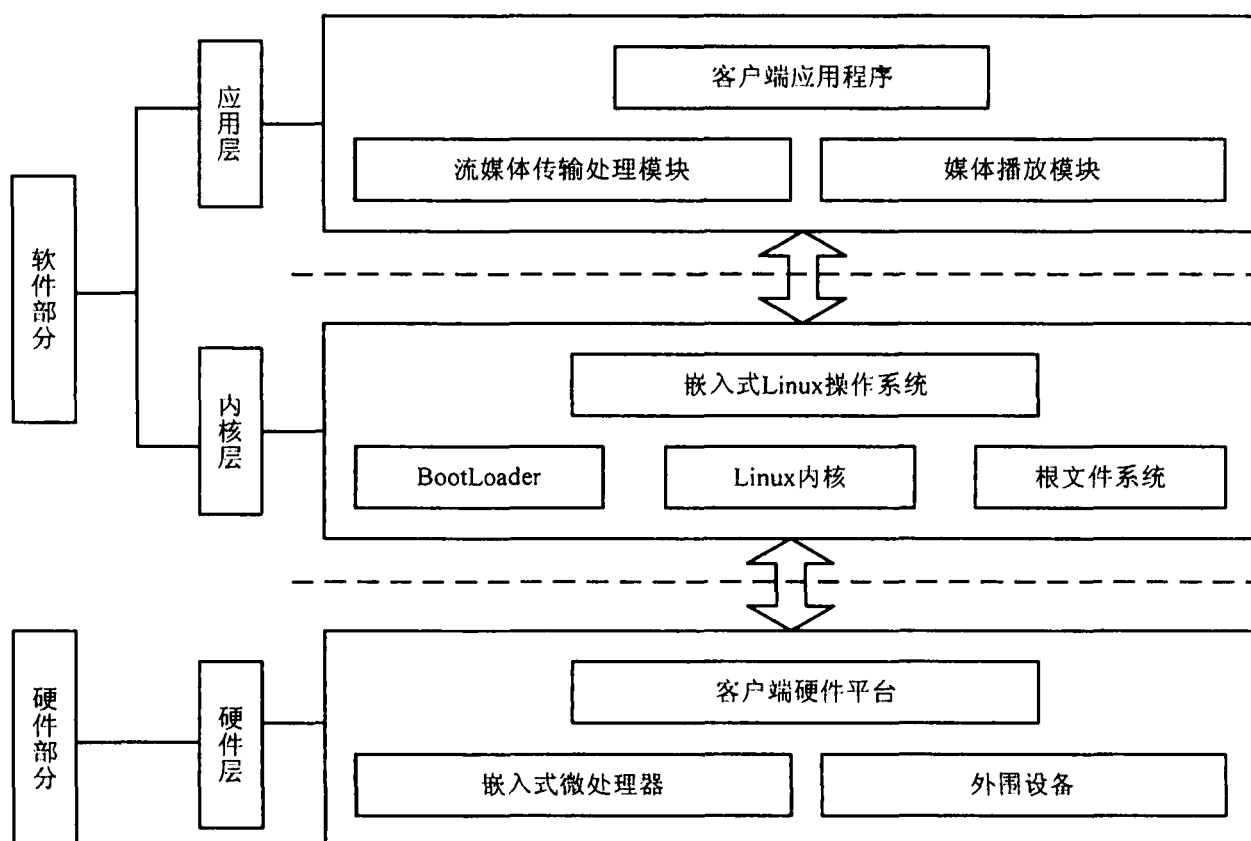 软件部分
应用层
客户端应用程序
流媒体传输处理模块
媒体播放模块
内核层
嵌入式Linux操作系统
BootLoader
Linux内核
根文件系统
硬件部分
硬件层
客户端硬件平台
嵌入式微处理器
外围设备